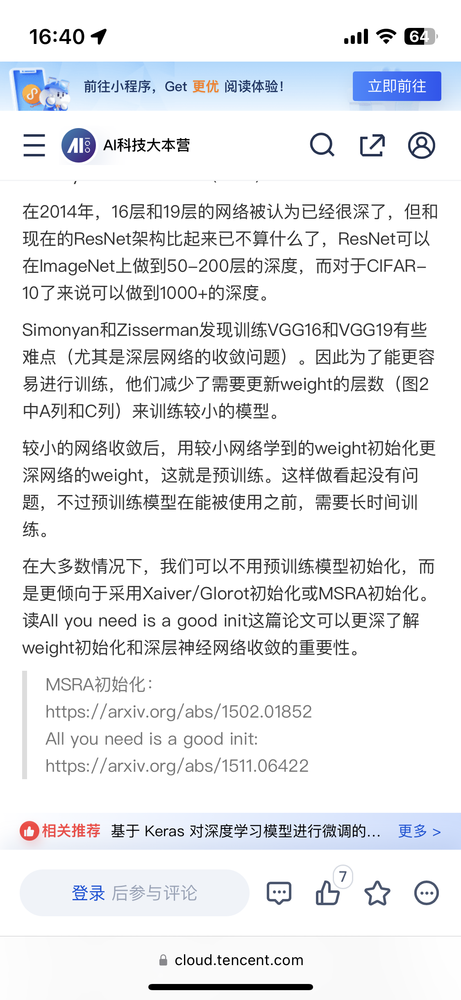 16:40
64
前往小程序，Get 更优 阅读体验！
立即前往
AI科技大本营
在2014年，16层和19层的网络被认为已经很深了，但和
现在的ResNet架构比起来已不算什么了，ResNet可以
在ImageNet上做到50-200层的深度，而对于CIFAR-
10了来说可以做到1000+的深度。
Simonyan和Zisserman发现训练VGG16和VGG19有些
难点（尤其是深层网络的收敛问题）。因此为了能更容
易进行训练，他们减少了需要更新weight的层数（图2
中A列和C列）来训练较小的模型。
较小的网络收敛后，用较小网络学到的weight初始化更
深网络的weight，这就是预训练。这样做看起没有问
题，不过预训练模型在能被使用之前，需要长时间训
练。
在大多数情况下，我们可以不用预训练模型初始化，而
是更倾向于采用Xaiver/Glorot初始化或MSRA初始化。
读All you need is a good init这篇论文可以更深了解
weight初始化和深层神经网络收敛的重要性。
MSRA初始化：
https://arxiv.org/abs/1502.01852
All you need is a good init:
https://arxiv.org/abs/1511.06422
相关推荐 基于 Keras 对深度学习模型进行微调的... 更多 >
登录 后参与评论
7
cloud.tencent.com